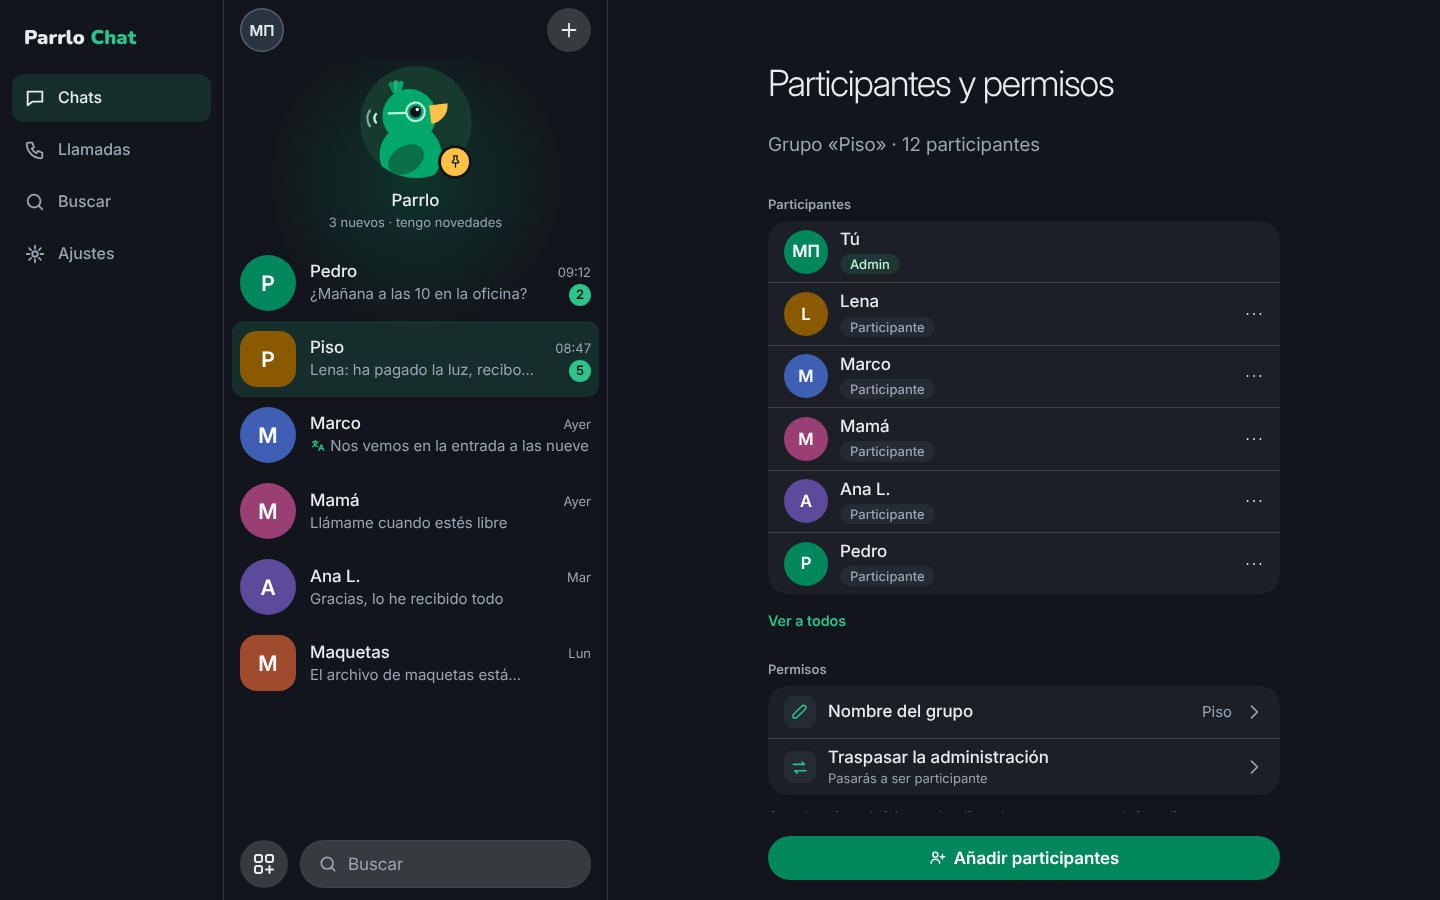 Parrlo Chat
Chats
Llamadas
Buscar
Ajustes
МП
Parrlo
3 nuevos · tengo novedades
Pedro
09:12
¿Mañana a las 10 en la oficina?
2
P
Piso
08:47
Lena: ha pagado la luz, recibo...
5
P
Marco
Ayer
Nos vemos en la entrada a las nueve
M
Mamá
Ayer
Llámame cuando estés libre
M
Ana L.
Mar
Gracias, lo he recibido todo
A
Maquetas
Lun
El archivo de maquetas está...
M
Buscar
Participantes y permisos
Grupo «Piso» · 12 participantes
Participantes
МП
Tú
Admin
L
Lena
Participante
M
Marco
Participante
M
Mamá
Participante
A
Ana L.
Participante
P
Pedro
Participante
Ver a todos
Permisos
Nombre del grupo
Piso
Traspasar la administración
Pasarás a ser participante
Añadir participantes